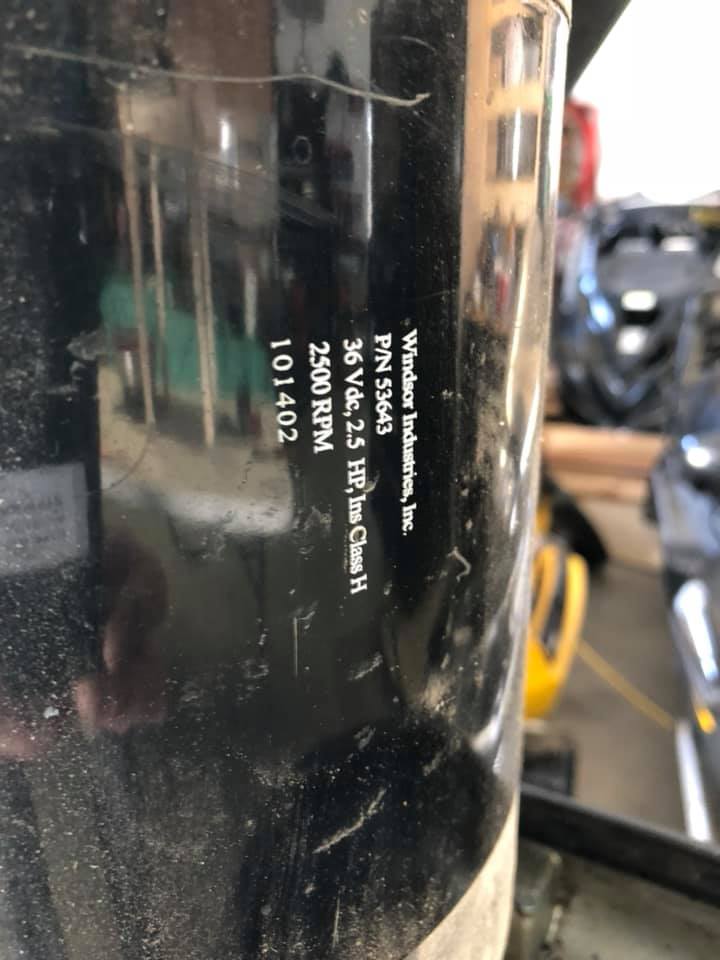 Windsor Industries, Inc.
P/N 53643
36 Vdc, 2.5 HP, Ins Class H
2500 RPM
101402